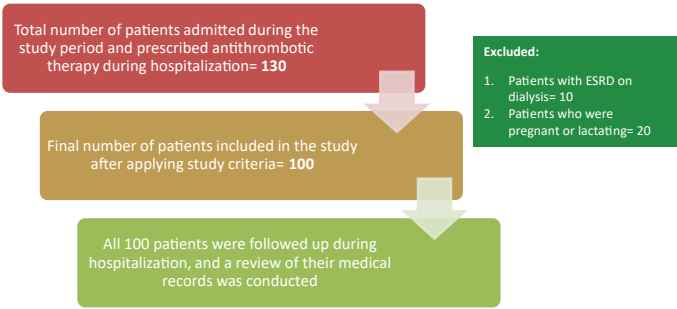 Total number of patients admitted during the
study period and prescribed antithrombotic
therapy during hospitalization= 130
Excluded:
1. Patients with ESRD on
dialysis= 10
2. Patients who were
pregnant or lactating= 20
Final number of patients included in the study
after applying study criteria= 100
All 100 patients were followed up during
hospitalization, and a review of their medical
records was conducted